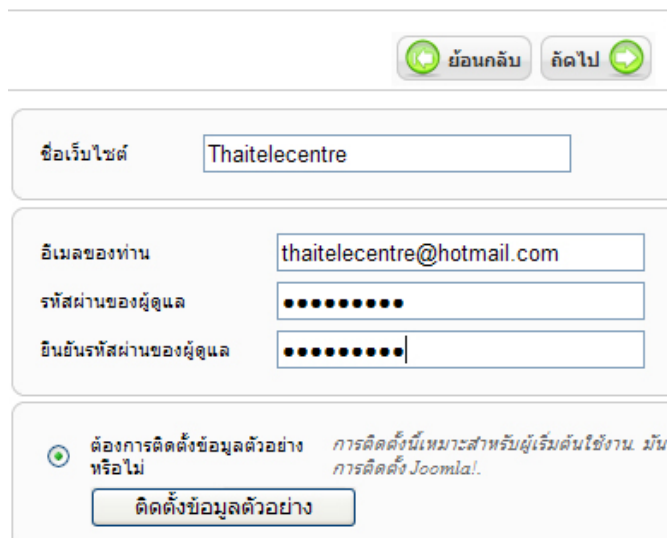 ย้อนกลับ ถัดไป
ชื่อเว็บไซต์ Thaitelecentre
อีเมลของท่าน thaitelecentre@hotmail.com
รหัสผ่านของผู้ดูแล •••••••••
ยืนยันรหัสผ่านของผู้ดูแล •••••••••
ต้องการติดตั้งข้อมูลตัวอย่าง การติดตั้งนี้เหมาะสำหรับผู้เริ่มต้นใช้งาน. มัน
หรือไม่ การติดตั้ง Joomla!.
ติดตั้งข้อมูลตัวอย่าง